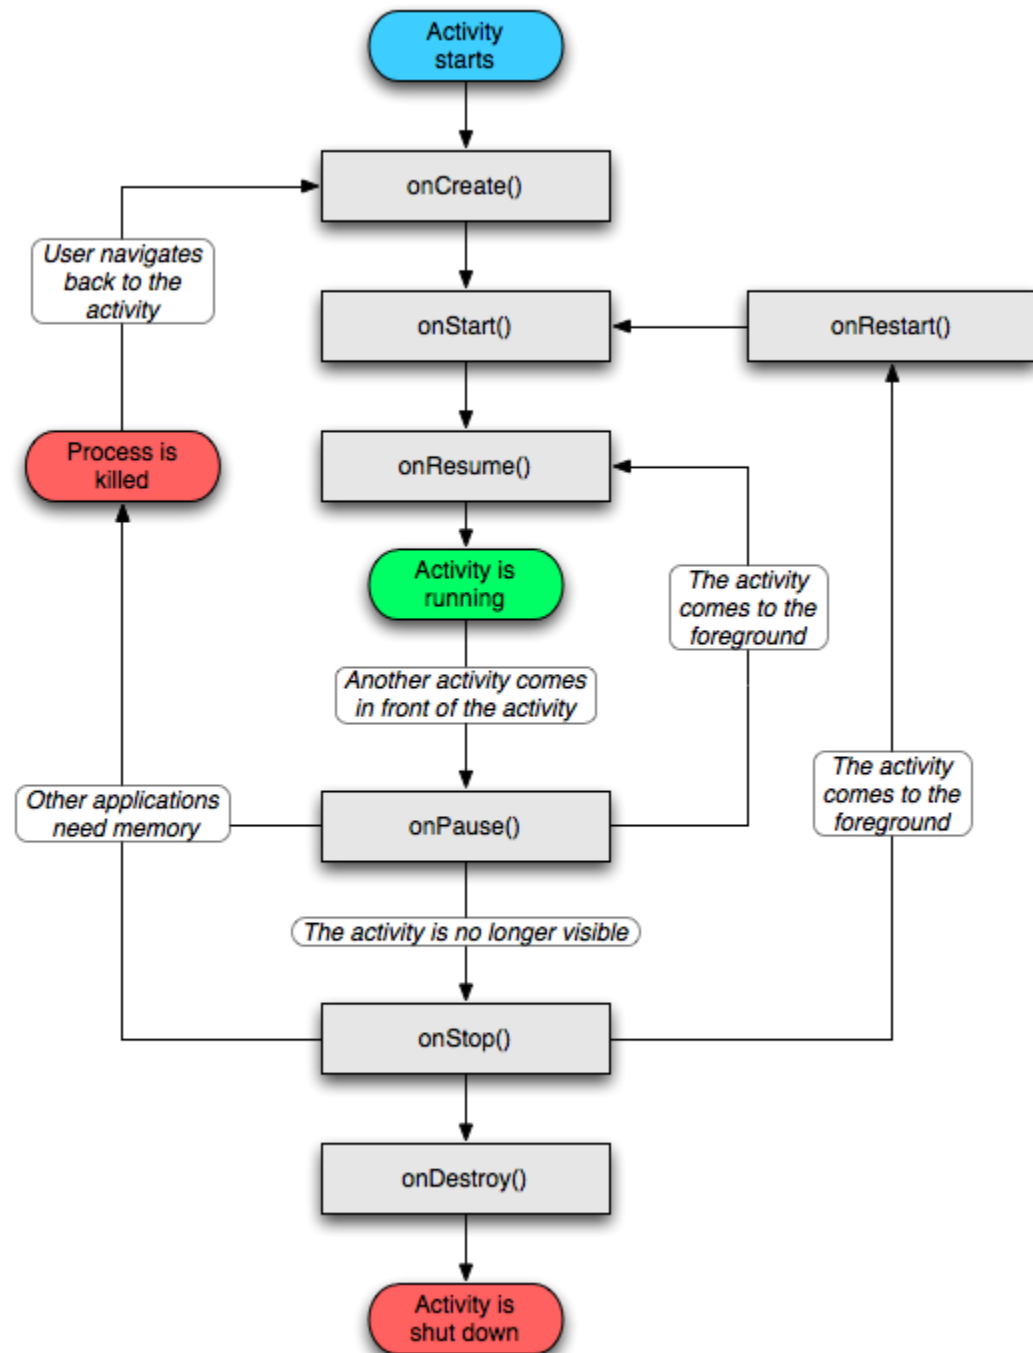 Activity
starts
onCreate()
User navigates
back to the
activity
onStart()
onRestart()
Process is
killed
onResume()
Activity is
running
The activity
comes to the
foreground
Another activity comes
in front of the activity
The activity
comes to the
foreground
Other applications
need memory
onPause()
The activity is no longer visible
onStop()
onDestroy()
Activity is
shut down